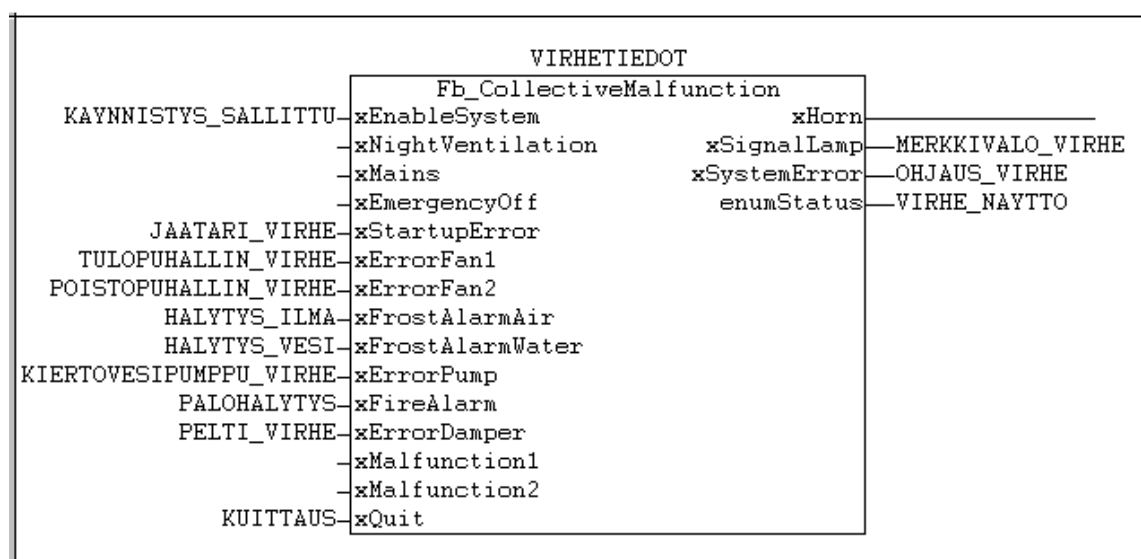 VIRHETIEDOT
Fb_CollectiveMalfunction
KAYNNISTYS_SALLITTU xEnableSystem xHorn
xNightVentilation xSignalLamp MERKKIVALO_VIRHE
xMains xSystemError OHJAUS_VIRHE
xEmergencyOff enumStatus VIRHE_NAYTTO
JAATARI_VIRHE xStartupError
TULOPUHALLIN_VIRHE xErrorFan1
POISTOPUHALLIN_VIRHE xErrorFan2
HALYTYS_ILMA xFrostAlarmAir
HALYTYS_VESI xFrostAlarmWater
KIERTOVESIPUMPPU_VIRHE xErrorPump
PALOHALYTYS xFireAlarm
PELTI_VIRHE xErrorDamper
xMalfunction1
xMalfunction2
KUITTAUS xQuit